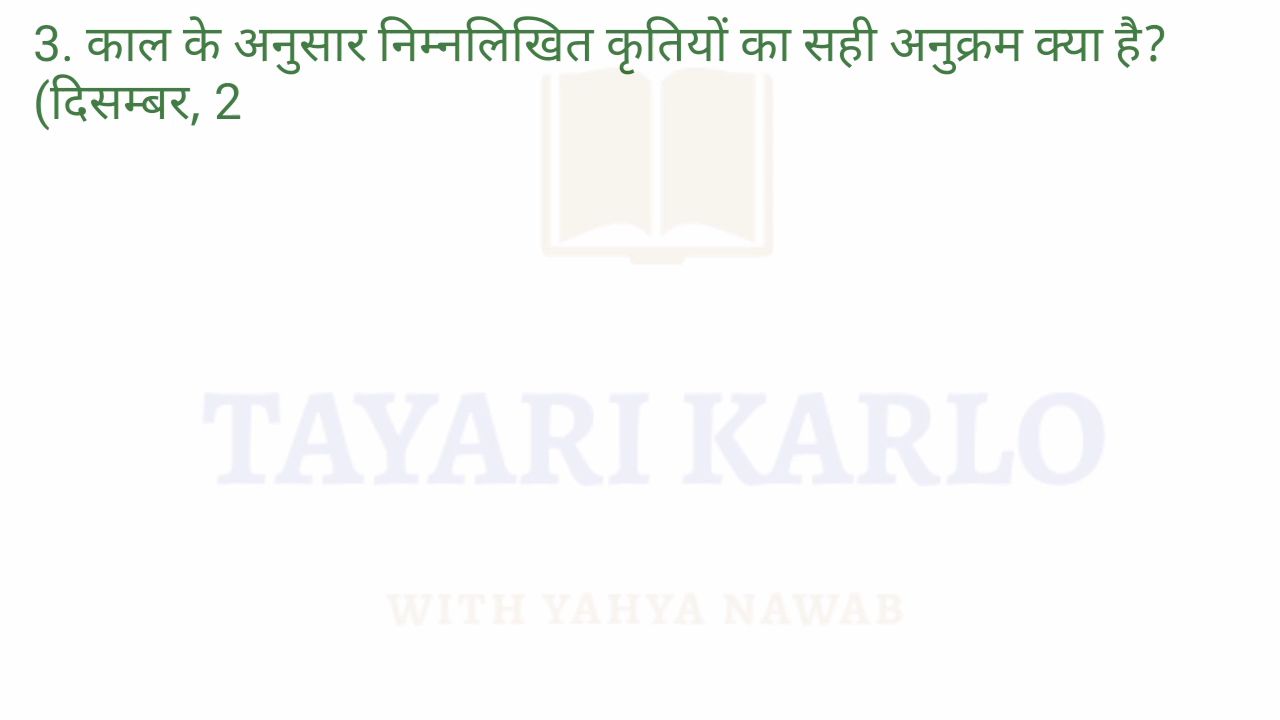 3. काल के अनुसार निम्नलिखित कृतियों का सही अनुक्रम क्या है?
(दिसम्बर, 2
TAYARI KARLO
WITH YAHYA NAWAB